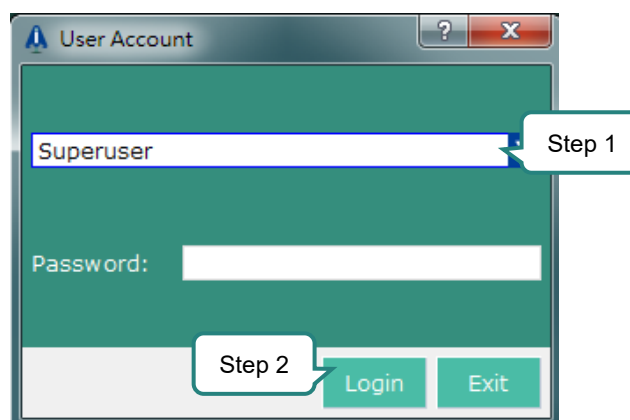 User Account
?
X
Superuser
Step 1
Password:
Step 2
Login
Exit